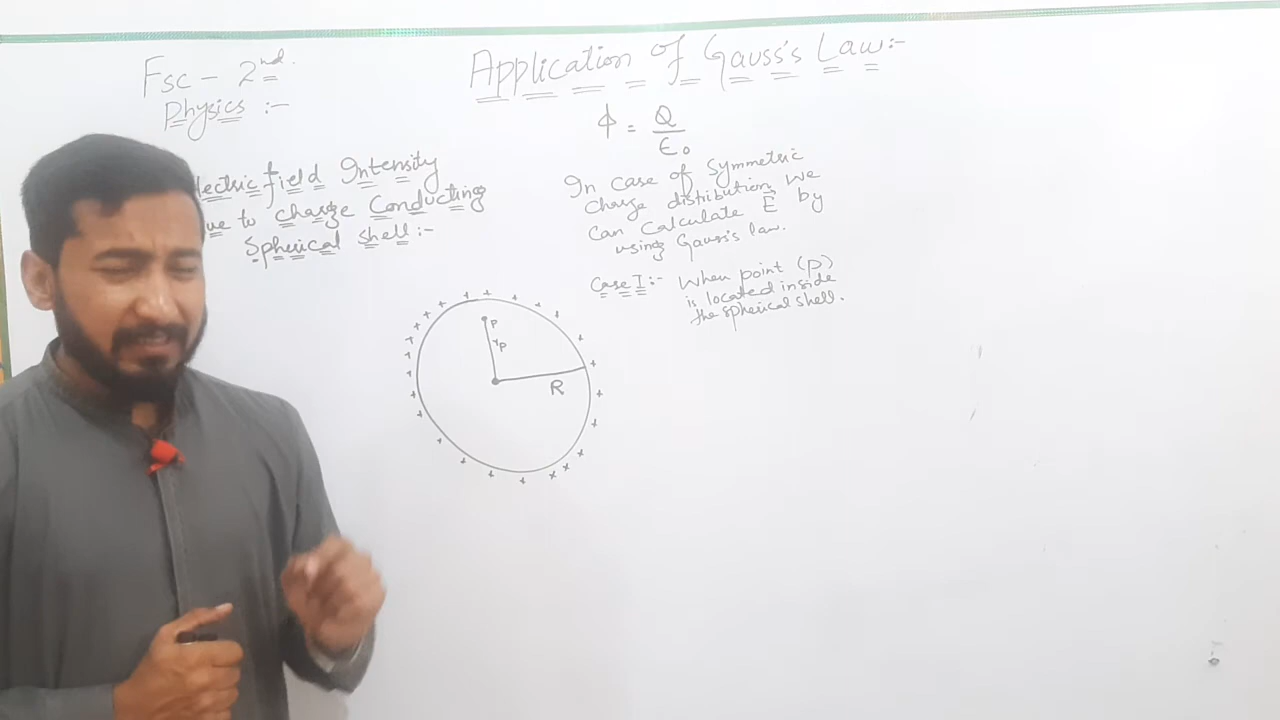 Fsc - 2nd.
Physics :-
Application of Gauss's Law:-
ϕ = Q
ε₀
lectric field Intensity
ue to charge Conducting
Spherical shell:-
In case of Symmetric
charge distribution, we
can calculate E by
using Gauss's law.
Case I:- When point (P)
is located inside
the spherical shell.
P
rp
R